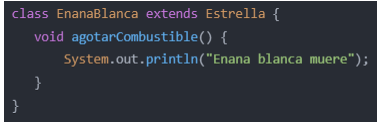 class EnanaBlanca extends Estrella {
    void agotarCombustible() {
        System.out.println("Enana blanca muere");
    }
}